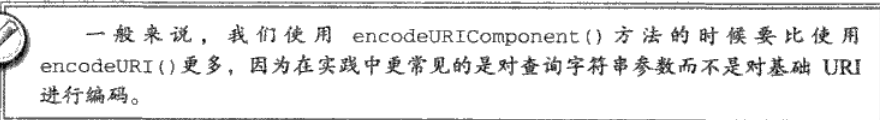 一般来说，我们使用 encodeURIComponent()方法的时候要比使用
encodeURI()更多，因为在实践中更常见的是对查询字符串参数而不是对基础 URI
进行编码。